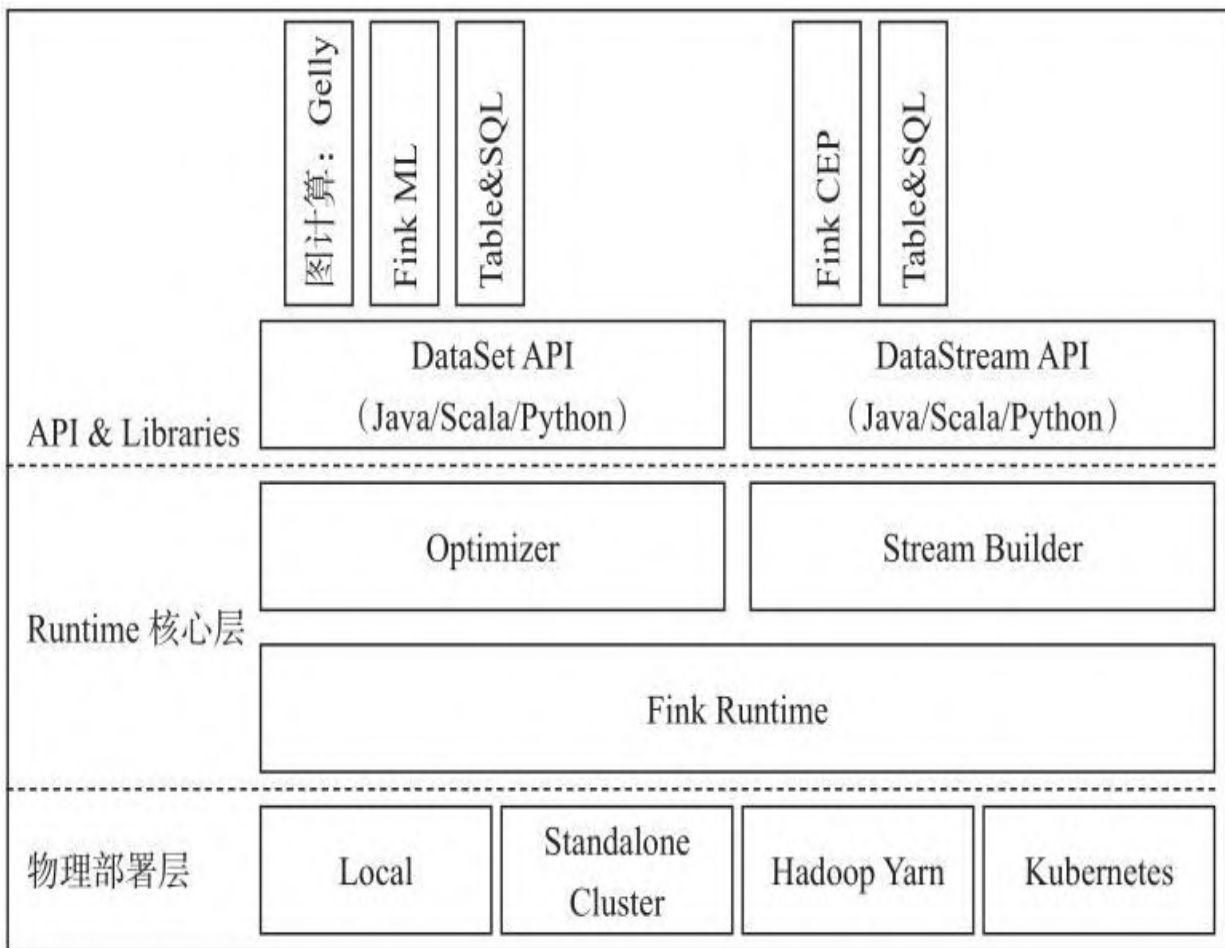 图计算：Gelly
Fink ML
Table&SQL
Fink CEP
Table&SQL
DataSet API
（Java/Scala/Python）
DataStream API
（Java/Scala/Python）
API & Libraries
Optimizer
Stream Builder
Runtime 核心层
Fink Runtime
物理部署层
Local
Standalone
Cluster
Hadoop Yarn
Kubernetes